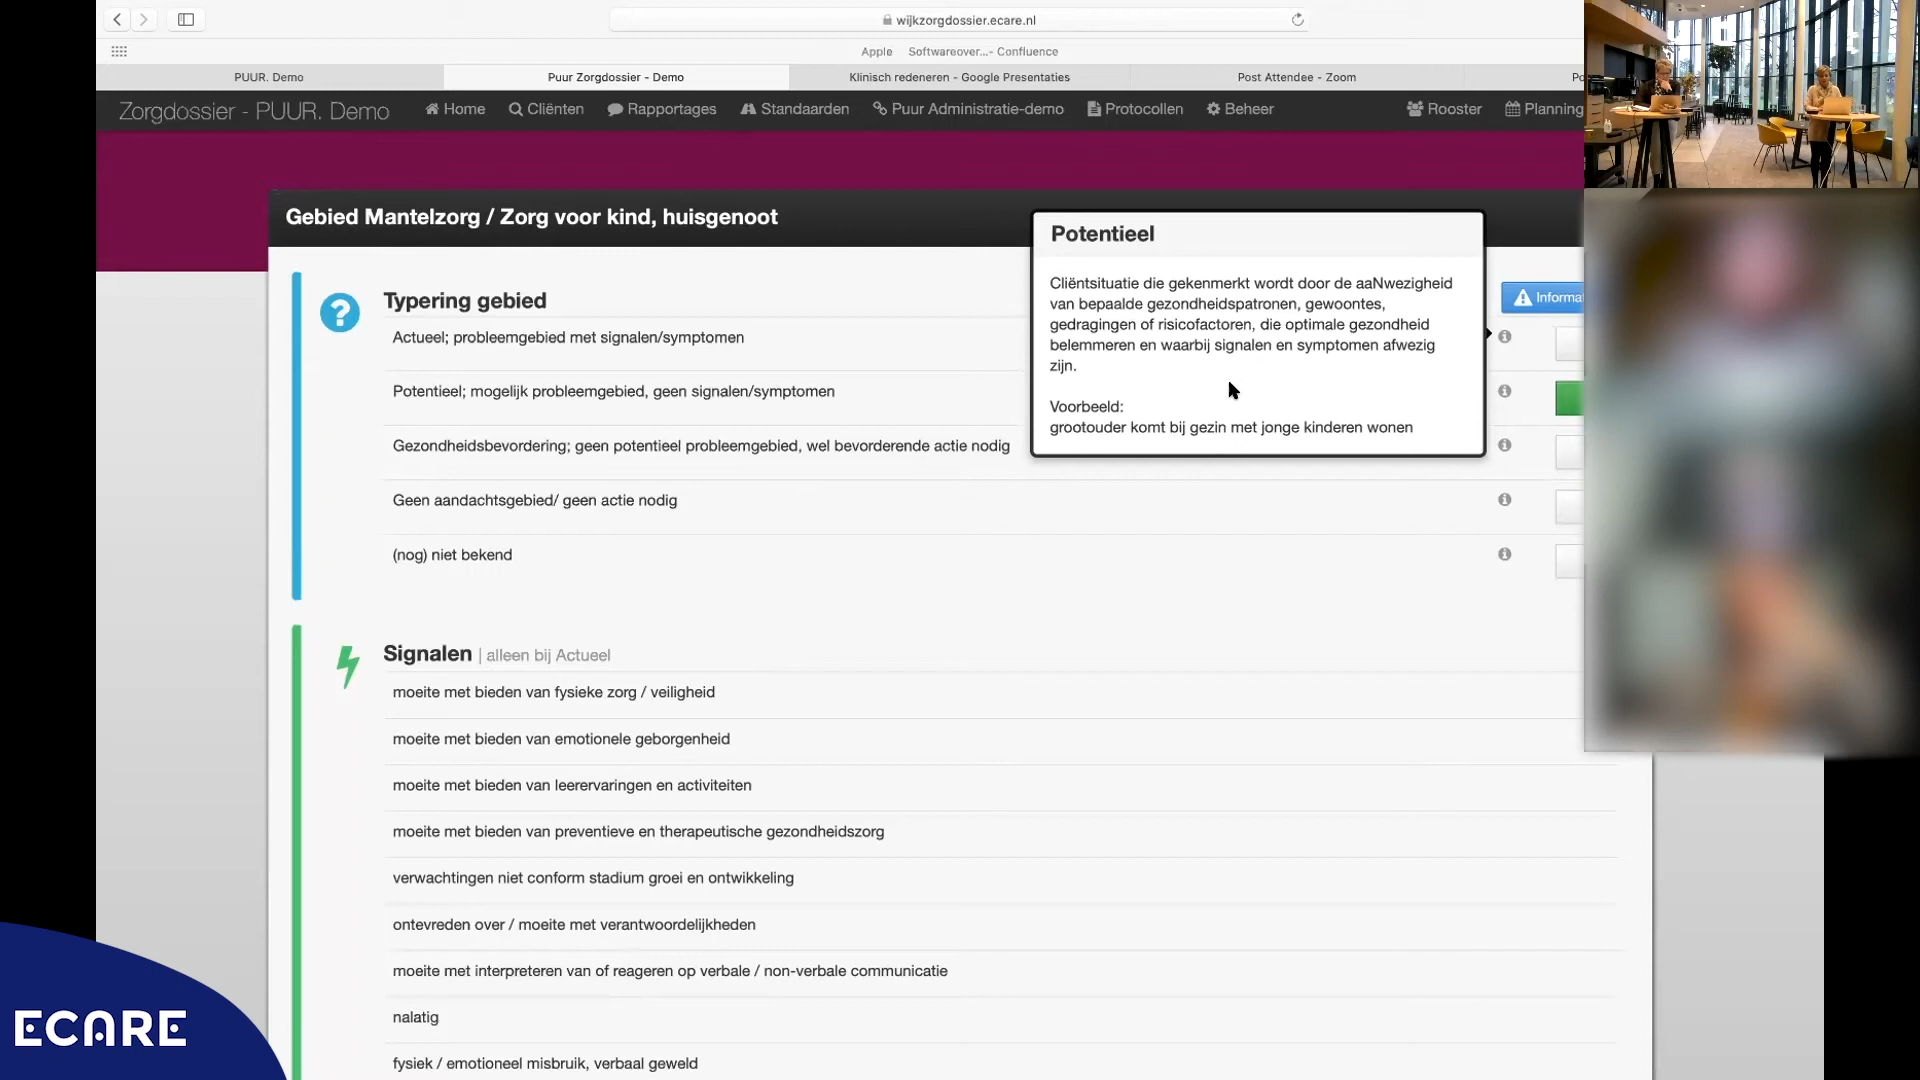 wijkzorgdossier.ecare.nl
Apple
Softwareover...- Confluence
PUUR. Demo
Puur Zorgdossier - Demo
Klinisch redeneren - Google Presentaties
Post Attendee - Zoom
Zorgdossier - PUUR. Demo
Home
Cliënten
Rapportages
Standaarden
Puur Administratie-demo
Protocollen
Beheer
Rooster
Planning
Gebied Mantelzorg / Zorg voor kind, huisgenoot
Potentieel
Cliëntsituatie die gekenmerkt wordt door de aaNwezigheid
van bepaalde gezondheidspatronen, gewoontes,
gedragingen of risicofactoren, die optimale gezondheid
belemmeren en waarbij signalen en symptomen afwezig
zijn.
Voorbeeld:
grootouder komt bij gezin met jonge kinderen wonen
Typering gebied
Informa
Actueel; probleemgebied met signalen/symptomen
Potentieel; mogelijk probleemgebied, geen signalen/symptomen
Gezondheidsbevordering; geen potentieel probleemgebied, wel bevorderende actie nodig
Geen aandachtsgebied/ geen actie nodig
(nog) niet bekend
Signalen | alleen bij Actueel
moeite met bieden van fysieke zorg / veiligheid
moeite met bieden van emotionele geborgenheid
moeite met bieden van leerervaringen en activiteiten
moeite met bieden van preventieve en therapeutische gezondheidszorg
verwachtingen niet conform stadium groei en ontwikkeling
ontevreden over / moeite met verantwoordelijkheden
moeite met interpreteren van of reageren op verbale / non-verbale communicatie
nalatig
fysiek / emotioneel misbruik, verbaal geweld
ECARE